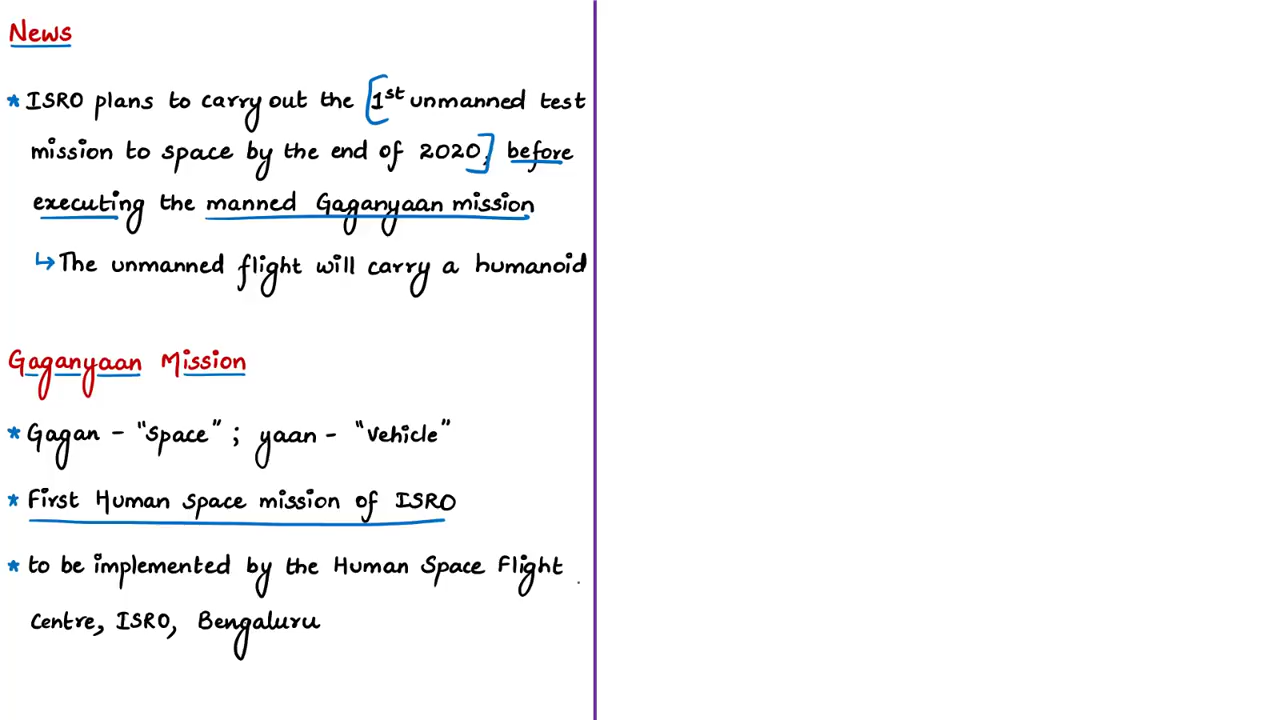 News
* ISRO plans to carry out the [1st unmanned test
mission to space by the end of 2020,] before
executing the manned Gaganyaan mission
↳ The unmanned flight will carry a humanoid
Gaganyaan Mission
* Gagan - "Space" ; yaan - "Vehicle"
* First Human Space mission of ISRO
* to be implemented by the Human Space Flight
Centre, ISRO, Bengaluru